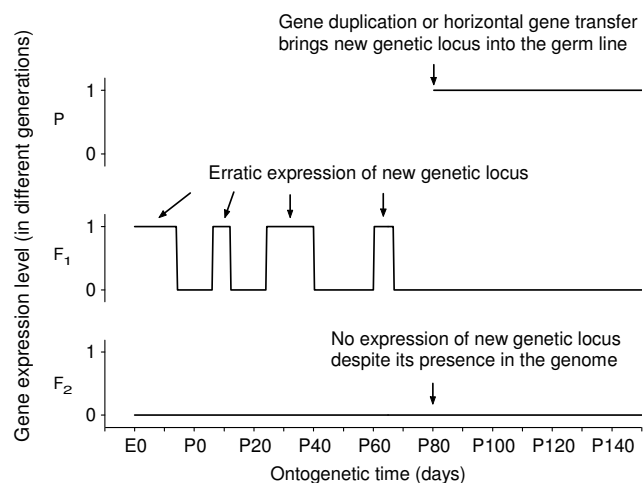 Gene duplication or horizontal gene transfer
brings new genetic locus into the germ line
1
P
0
Erratic expression of new genetic locus
1
F1
0
No expression of new genetic locus
despite its presence in the genome
1
F2
0
E0 P0 P20 P40 P60 P80 P100 P120 P140
Ontogenetic time (days)
Gene expression level (in different generations)